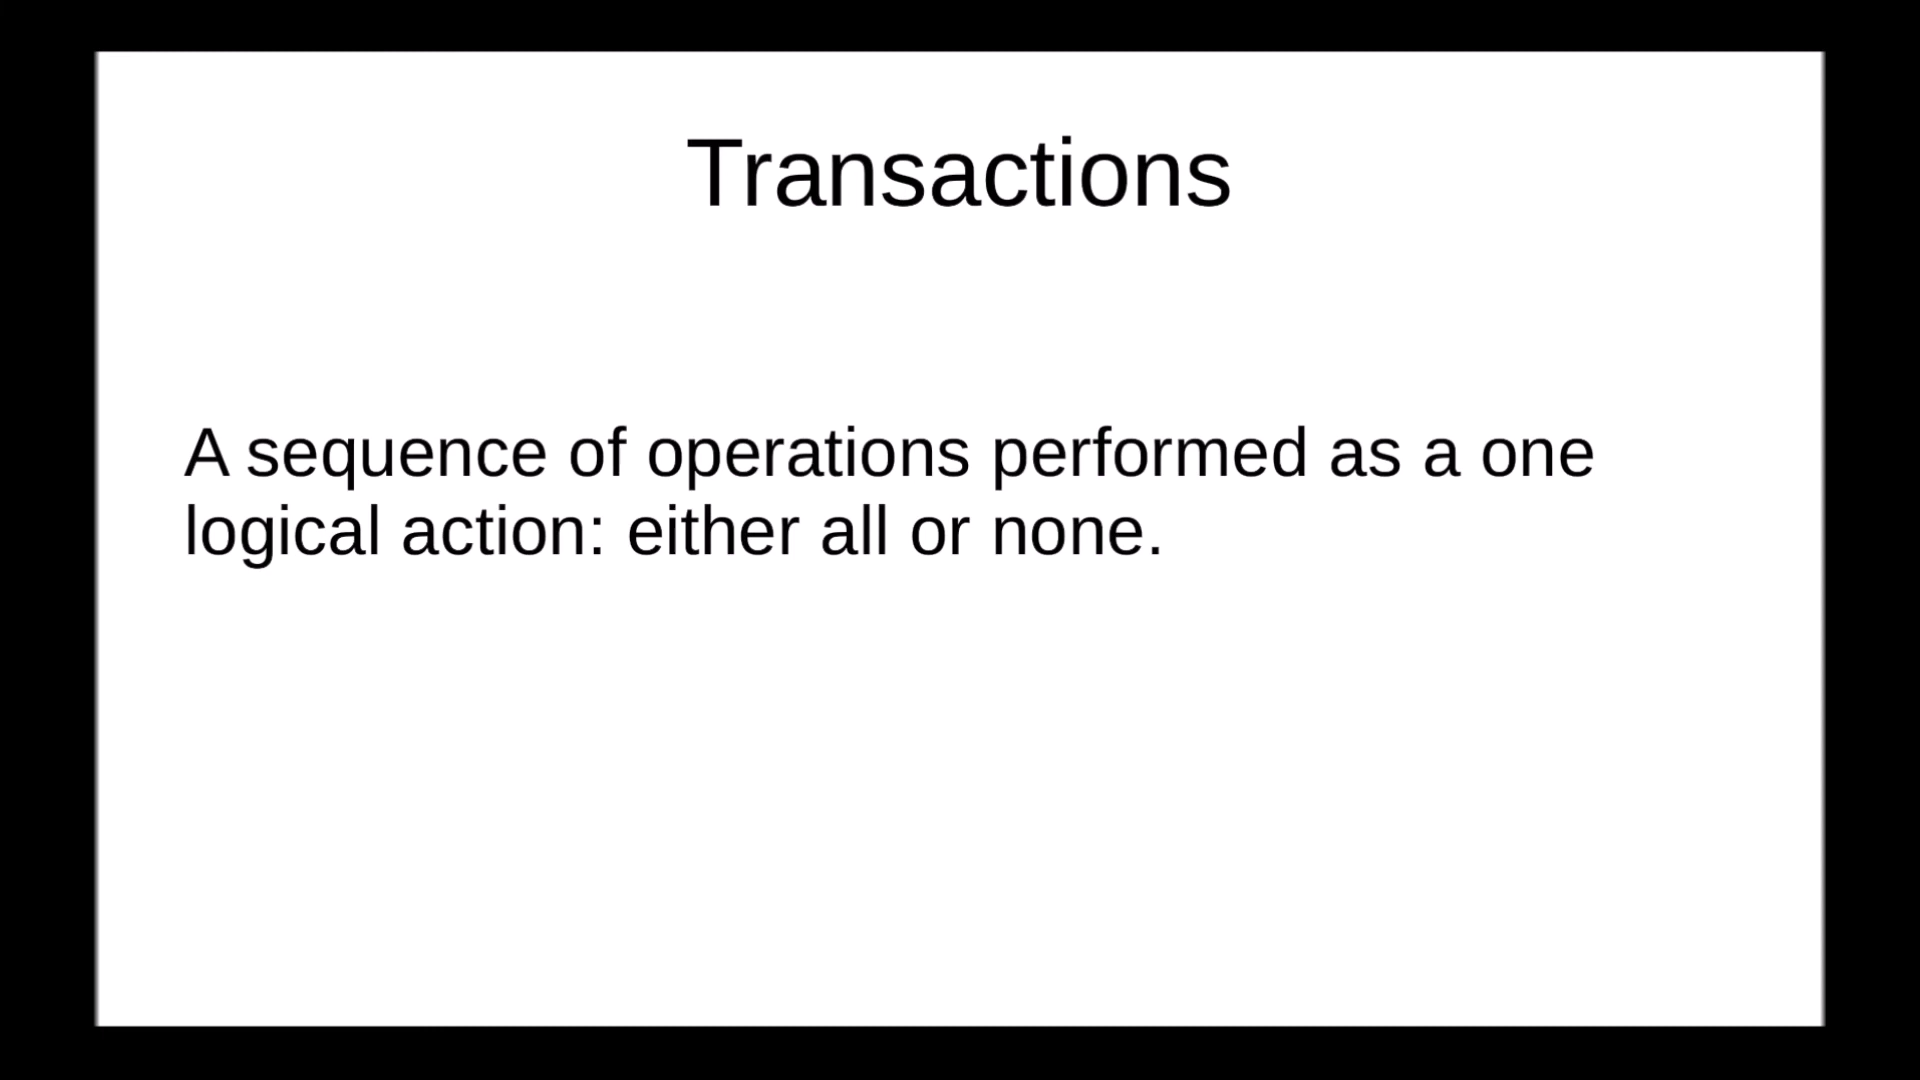 Transactions
A sequence of operations performed as a one
logical action: either all or none.